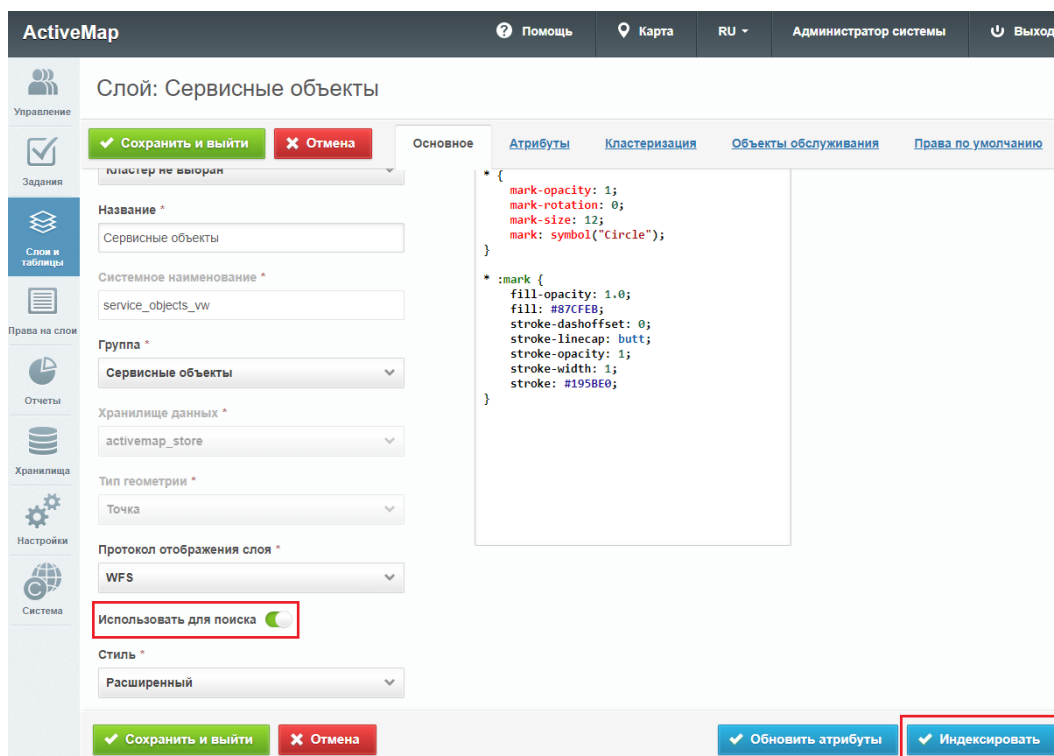 ActiveMap
Помощь
Карта
RU
Администратор системы
Выход
Управление
Задания
Слои и таблицы
Права на слои
Отчеты
Хранилища
Настройки
Система
Слой: Сервисные объекты
Сохранить и выйти
Отмена
Основное
Атрибуты
Кластеризация
Объекты обслуживания
Права по умолчанию
Кластер не выбран
Название *
Сервисные объекты
Системное наименование *
service_objects_vw
Группа *
Сервисные объекты
Хранилище данных *
activemap_store
Тип геометрии *
Точка
Протокол отображения слоя *
WFS
Использовать для поиска
Стиль *
Расширенный
* {
mark-opacity: 1;
mark-rotation: 0;
mark-size: 12;
mark: symbol("Circle");
}
* :mark {
fill-opacity: 1.0;
fill: #87CFEB;
stroke-dashoffset: 0;
stroke-linecap: butt;
stroke-opacity: 1;
stroke-width: 1;
stroke: #195BE0;
}
Сохранить и выйти
Отмена
Обновить атрибуты
Индексировать